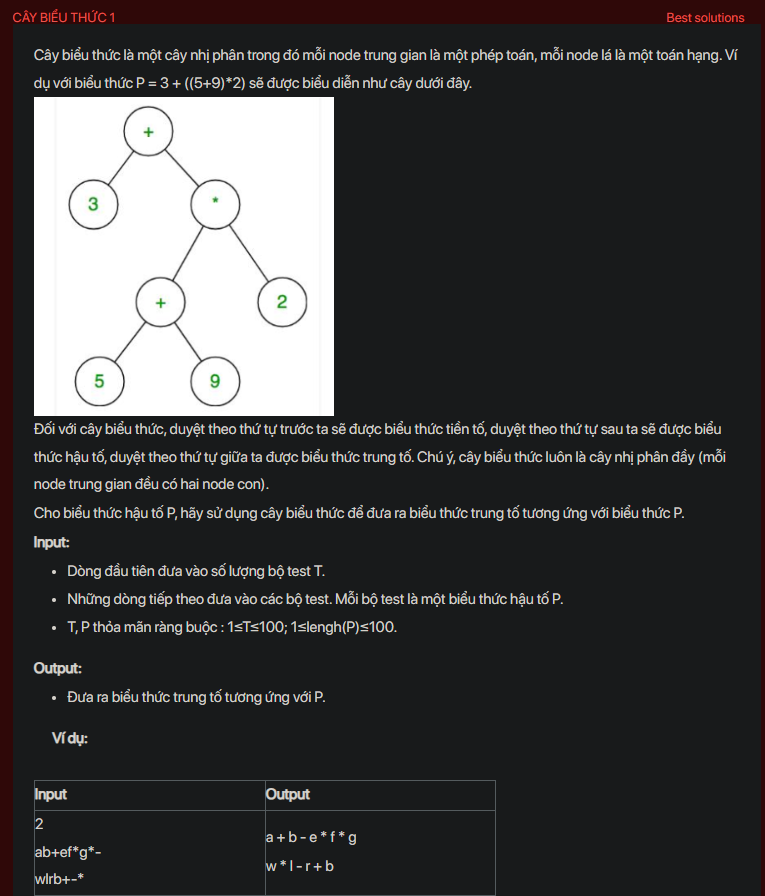 CÂY BIỂU THỨC 1 Best solutions
Cây biểu thức là một cây nhị phân trong đó mỗi node trung gian là một phép toán, mỗi node lá là một toán hạng. Ví
dụ với biểu thức P = 3 + ((5+9)*2) sẽ được biểu diễn như cây dưới đây.
+
3 *
+ 2
5 9
Đối với cây biểu thức, duyệt theo thứ tự trước ta sẽ được biểu thức tiền tố, duyệt theo thứ tự sau ta sẽ được biểu
thức hậu tố, duyệt theo thứ tự giữa ta được biểu thức trung tố. Chú ý, cây biểu thức luôn là cây nhị phân đầy (mỗi
node trung gian đều có hai node con).
Cho biểu thức hậu tố P, hãy sử dụng cây biểu thức để đưa ra biểu thức trung tố tương ứng với biểu thức P.
Input:
• Dòng đầu tiên đưa vào số lượng bộ test T.
• Những dòng tiếp theo đưa vào các bộ test. Mỗi bộ test là một biểu thức hậu tố P.
• T, P thỏa mãn ràng buộc : 1≤T≤100; 1≤lengh(P)≤100.
Output:
• Đưa ra biểu thức trung tố tương ứng với P.
Ví dụ:
Input Output
2
ab+ef*g*-
wlrb+-*
a + b - e * f * g
w * l - r + b